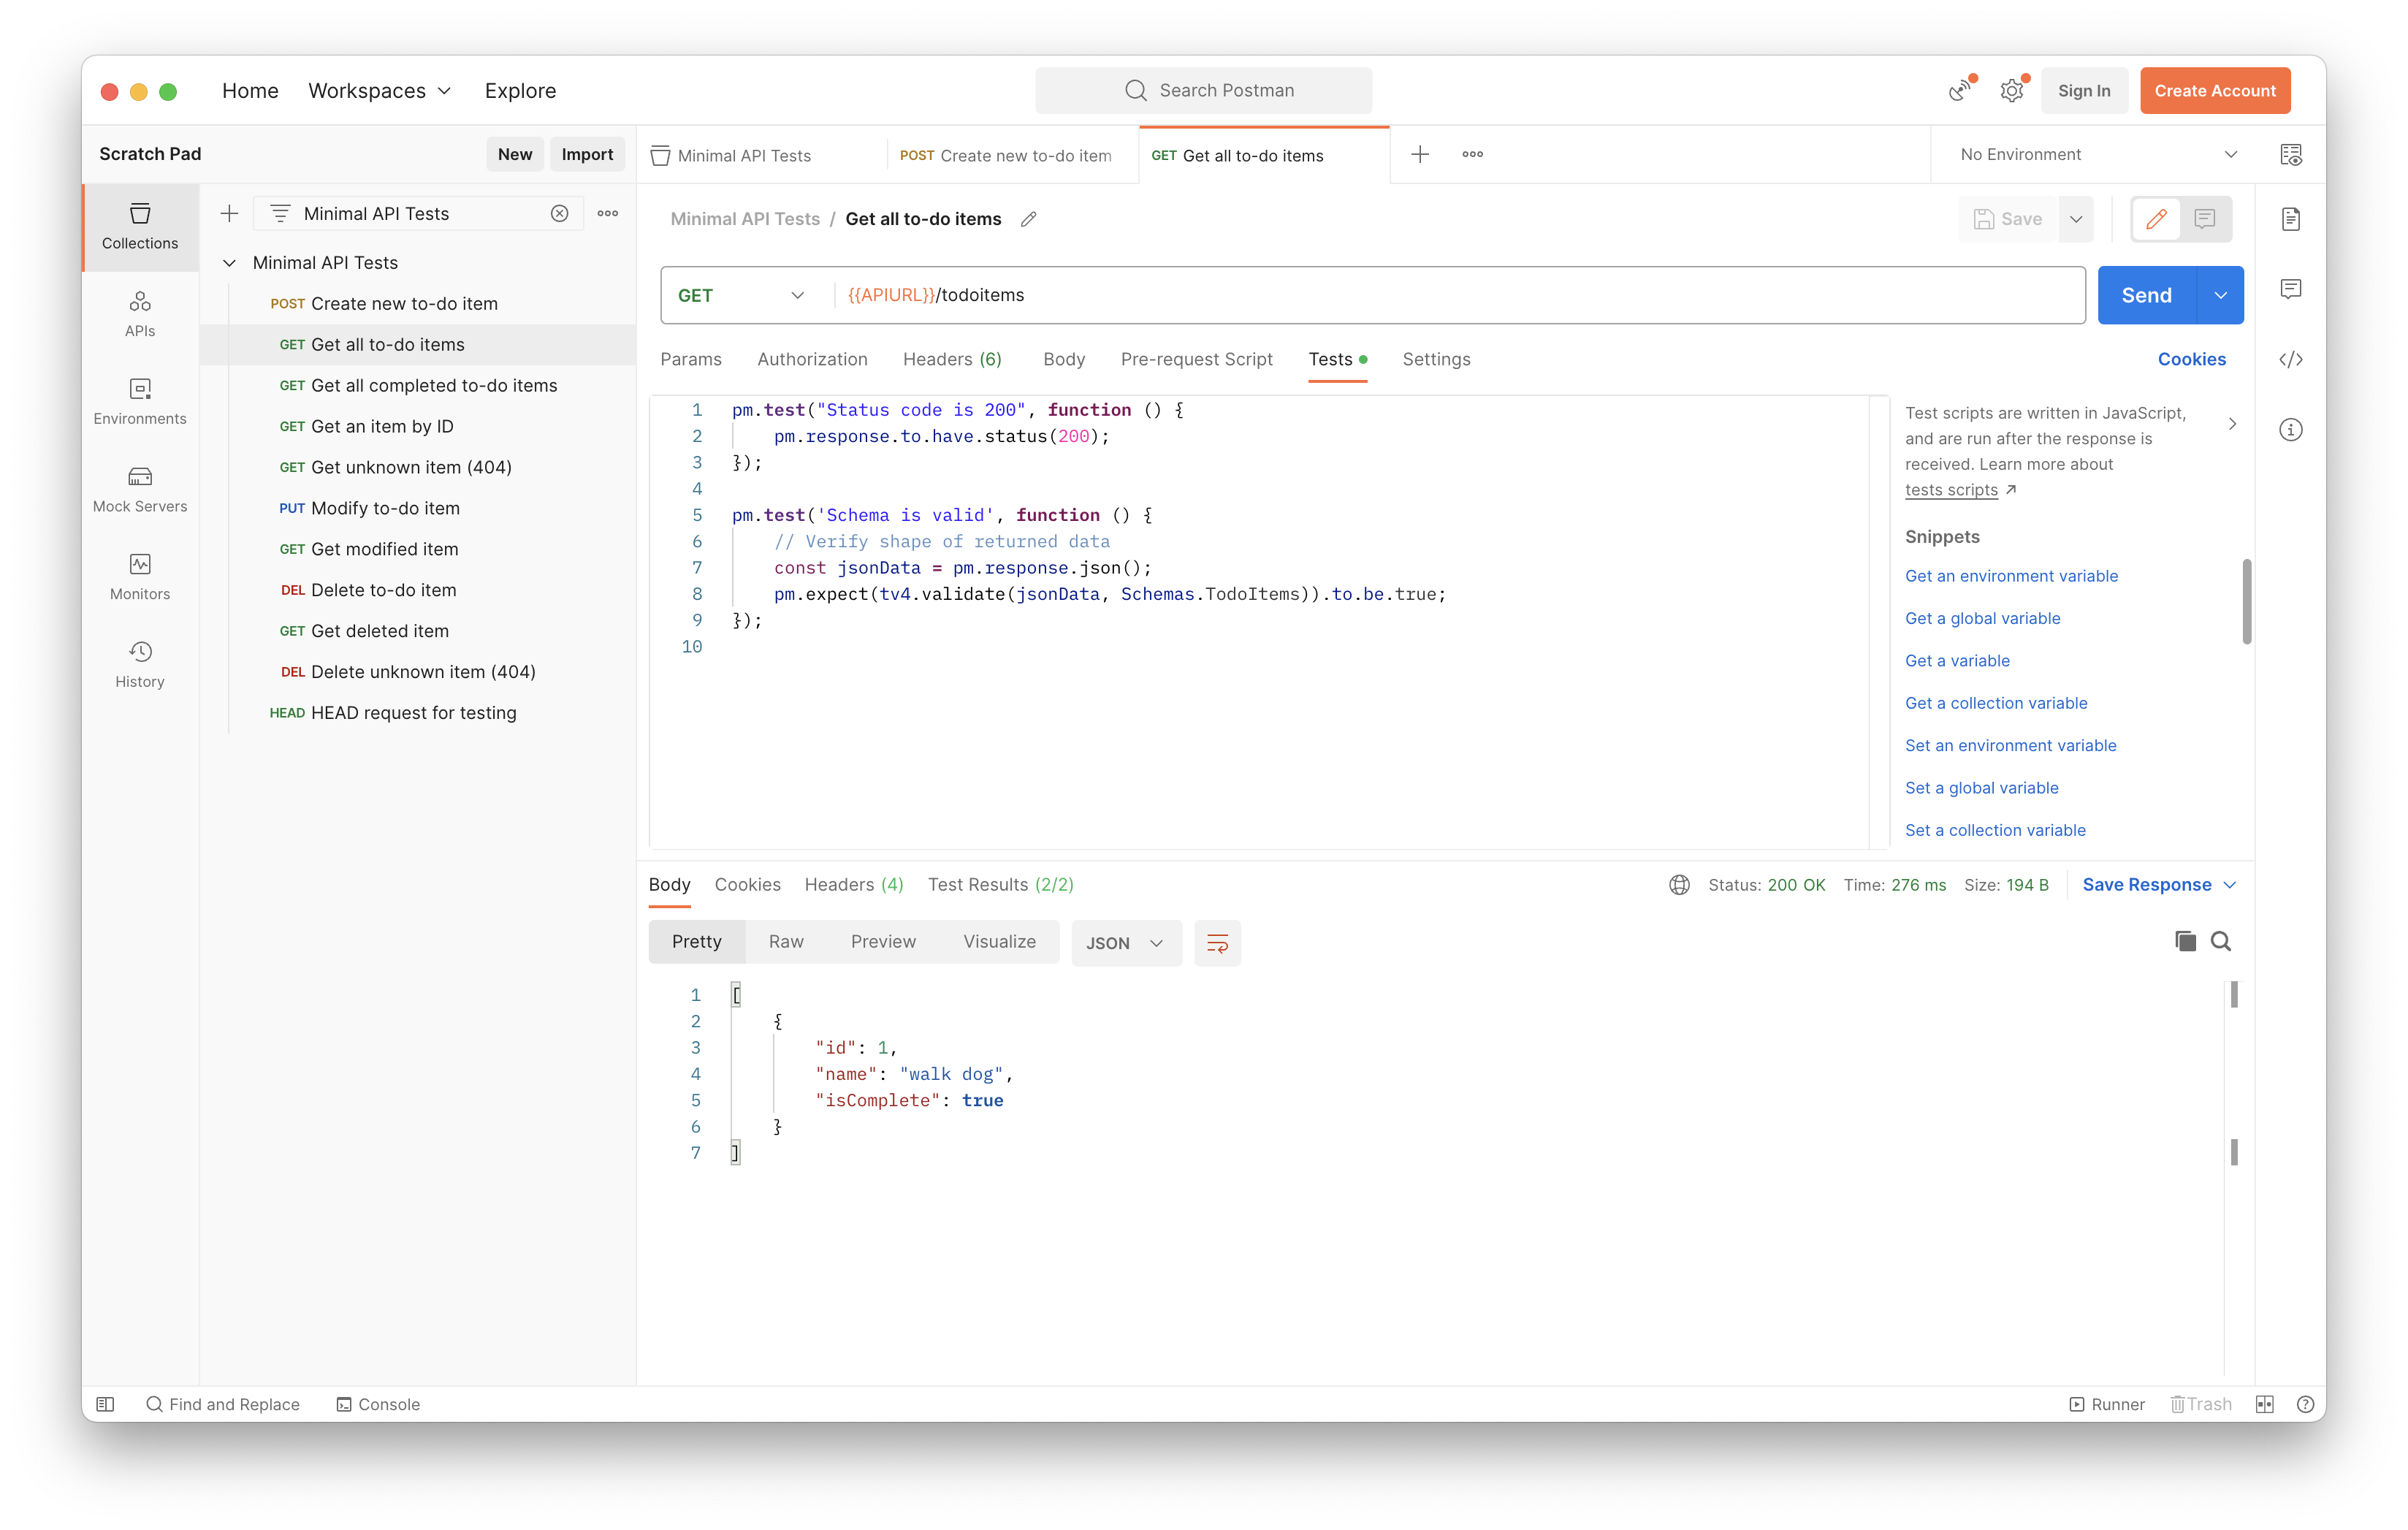 Home Workspaces Explore
Search Postman
Sign In Create Account
Scratch Pad New Import
Minimal API Tests POST Create new to-do item GET Get all to-do items
No Environment
Collections
APIs
Environments
Mock Servers
Monitors
History
Minimal API Tests
Minimal API Tests
POST Create new to-do item
GET Get all to-do items
GET Get all completed to-do items
GET Get an item by ID
GET Get unknown item (404)
PUT Modify to-do item
GET Get modified item
DEL Delete to-do item
GET Get deleted item
DEL Delete unknown item (404)
HEAD HEAD request for testing
Minimal API Tests / Get all to-do items
Save
GET {{APIURL}}/todoitems
Send
Params Authorization Headers (6) Body Pre-request Script Tests Settings Cookies
1 pm.test("Status code is 200", function () {
2 pm.response.to.have.status(200);
3 });
4
5 pm.test('Schema is valid', function () {
6 // Verify shape of returned data
7 const jsonData = pm.response.json();
8 pm.expect(tv4.validate(jsonData, Schemas.TodoItems)).to.be.true;
9 });
10
Test scripts are written in JavaScript,
and are run after the response is
received. Learn more about
tests scripts
Snippets
Get an environment variable
Get a global variable
Get a variable
Get a collection variable
Set an environment variable
Set a global variable
Set a collection variable
Body Cookies Headers (4) Test Results (2/2)
Status: 200 OK Time: 276 ms Size: 194 B Save Response
Pretty Raw Preview Visualize JSON
1 [
2 {
3 "id": 1,
4 "name": "walk dog",
5 "isComplete": true
6 }
7 ]
Find and Replace Console
Runner Trash